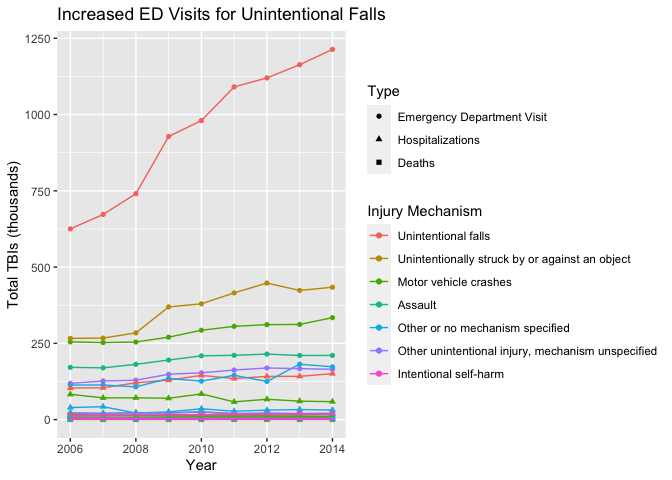 Increased ED Visits for Unintentional Falls
Total TBIs (thousands)
1250
1000
750
500
250
0
2006 2008 2010 2012 2014
Year
Type
Emergency Department Visit
Hospitalizations
Deaths
Injury Mechanism
Unintentional falls
Unintentionally struck by or against an object
Motor vehicle crashes
Assault
Other or no mechanism specified
Other unintentional injury, mechanism unspecified
Intentional self-harm